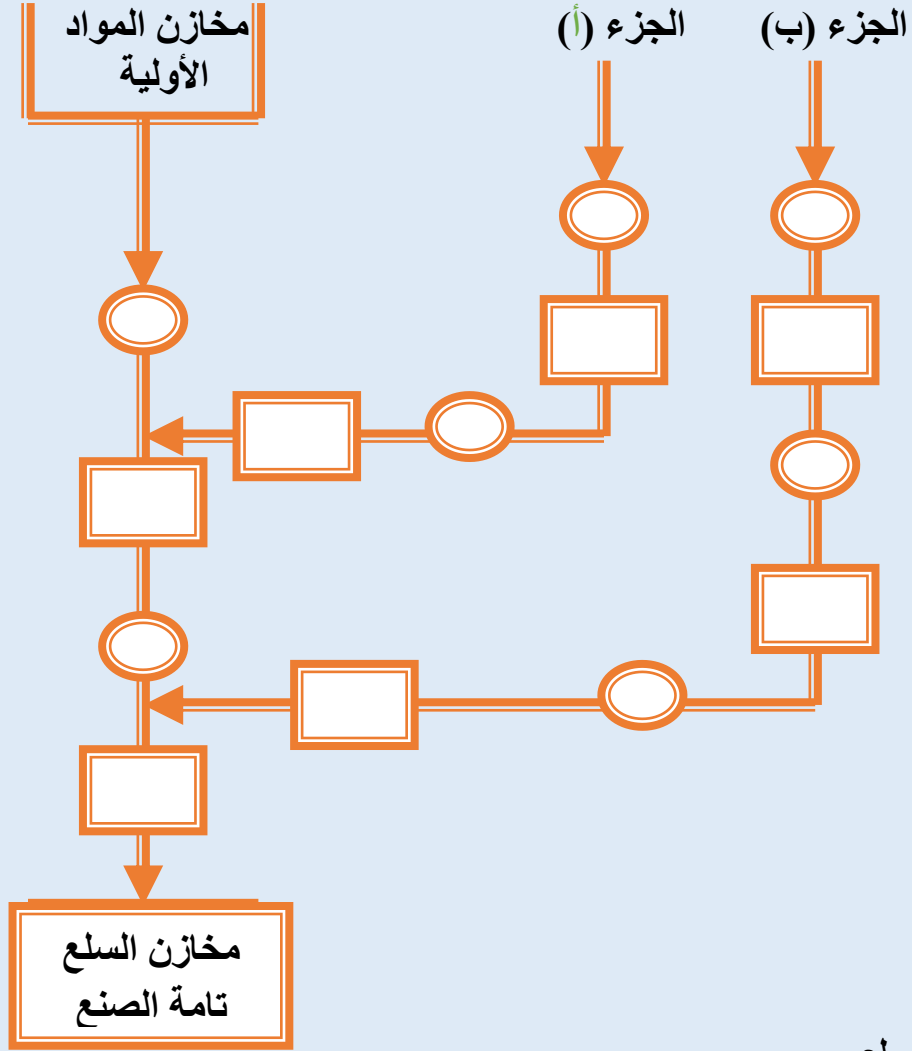 الجزء (ب)
الجزء (أ)
مخازن المواد
الأولية
مخازن السلع
تامة الصنع